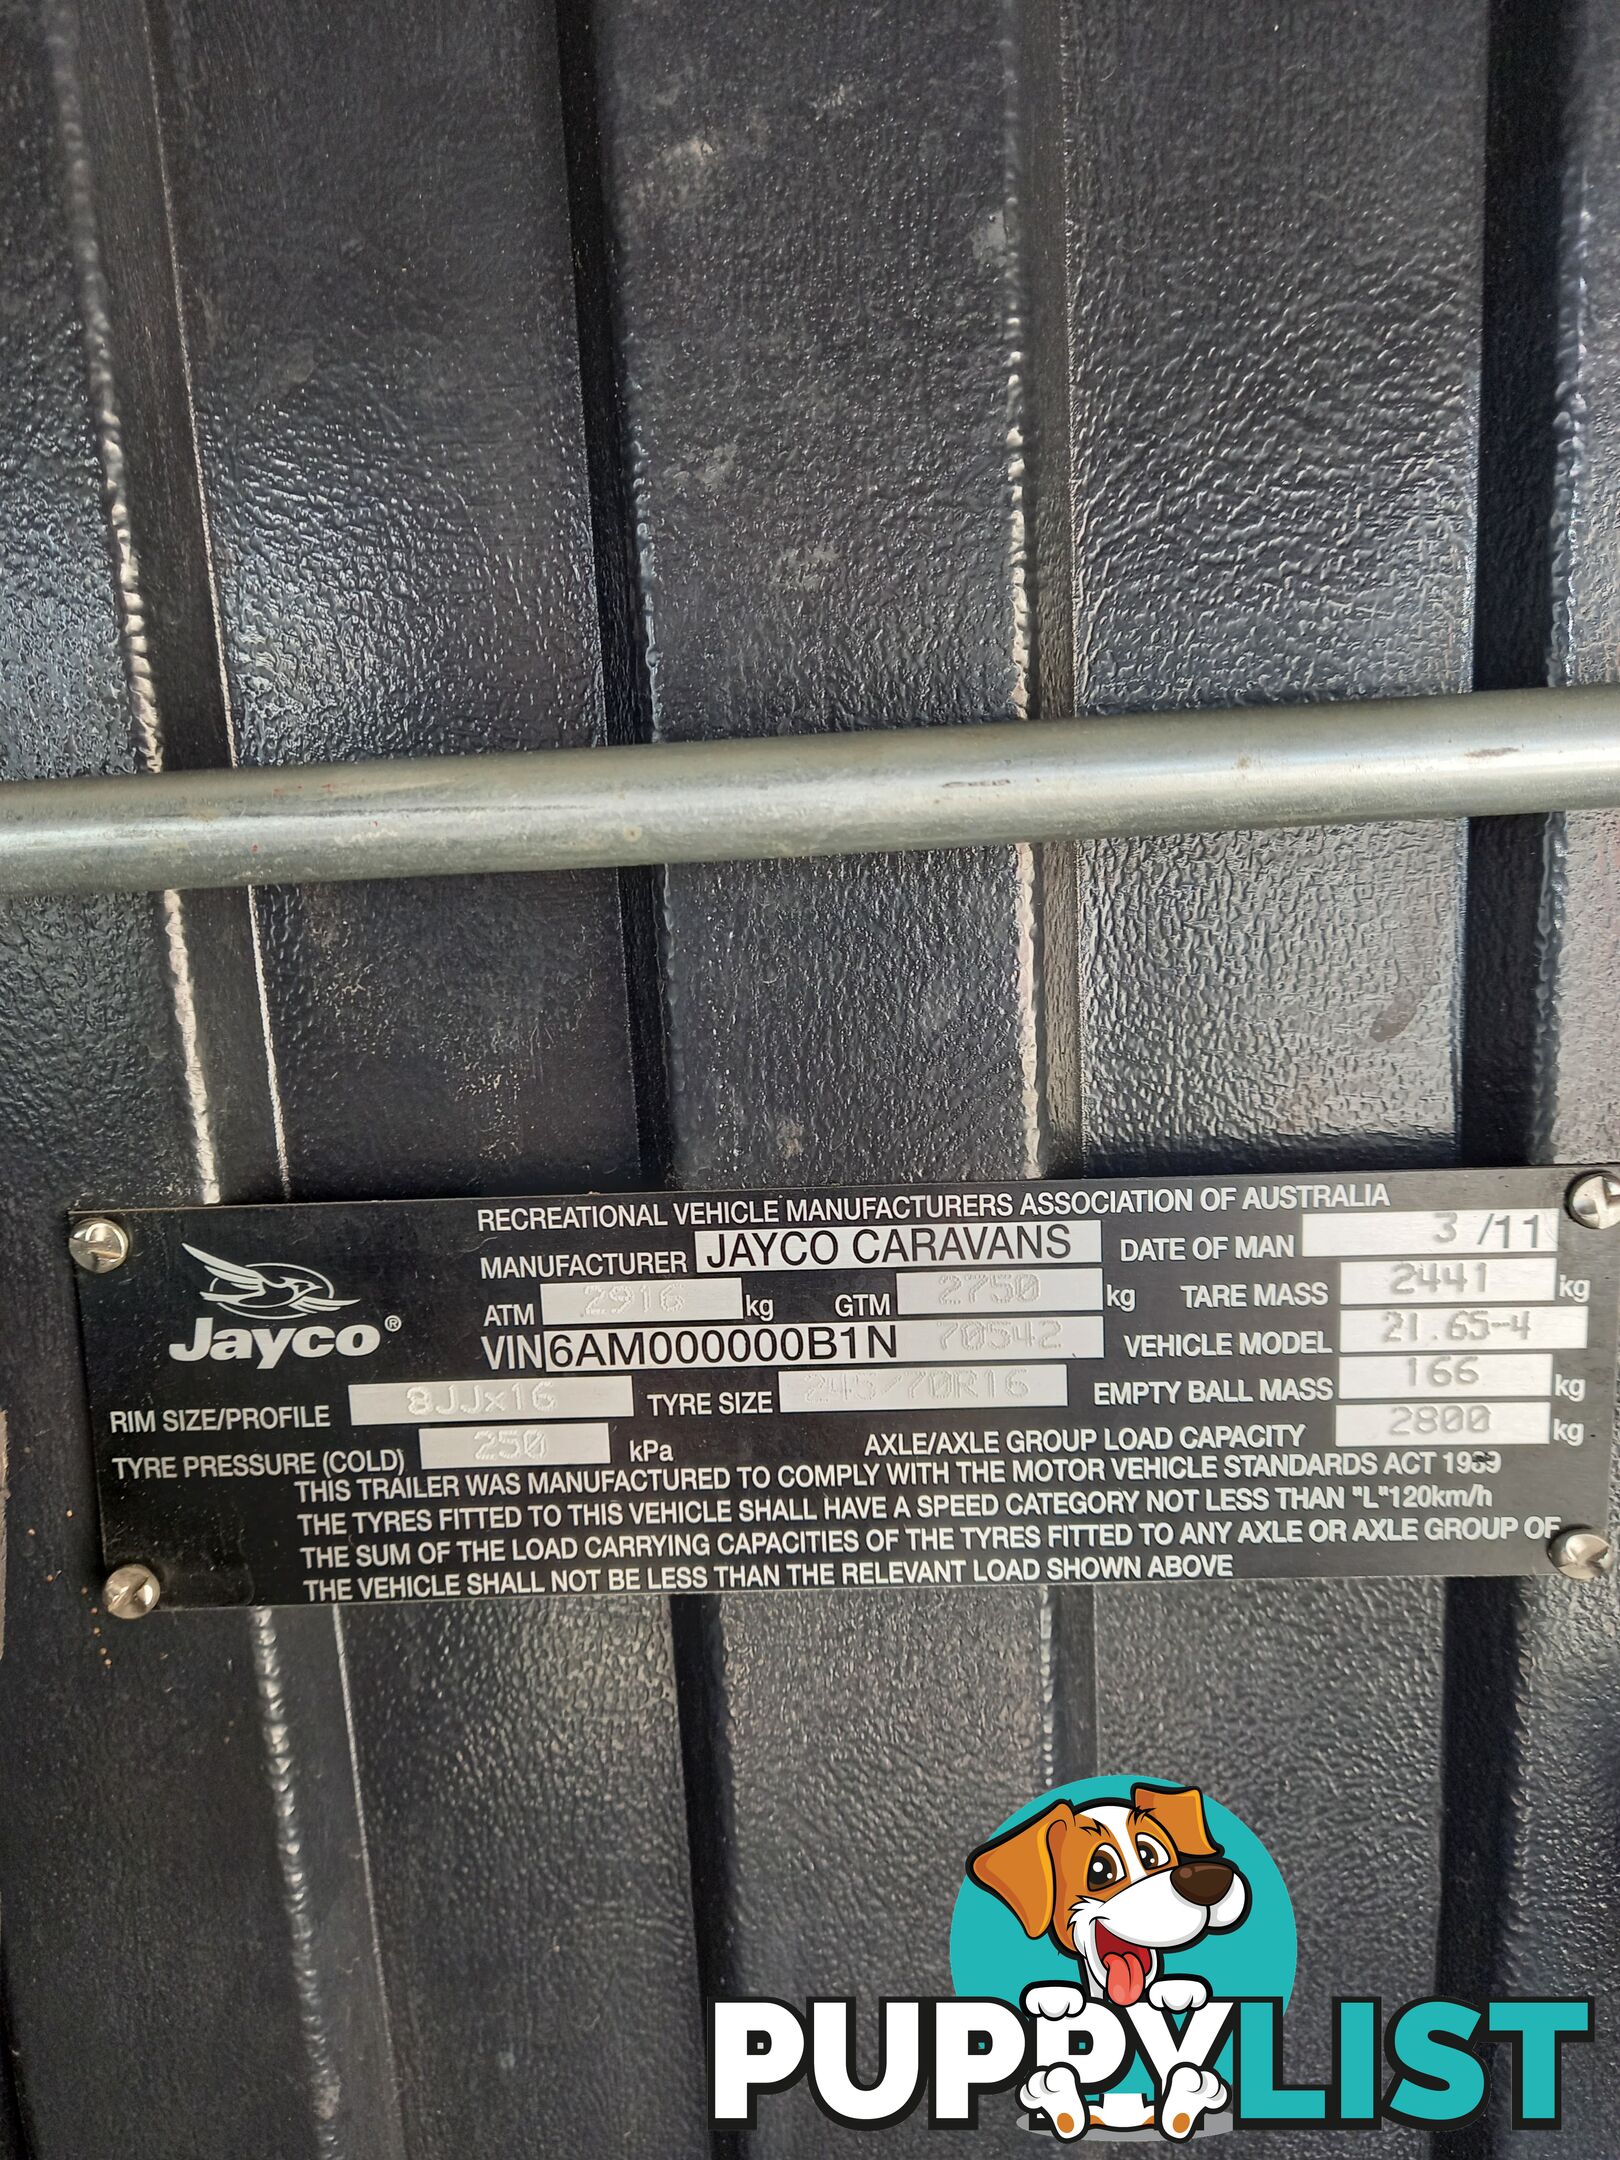 RECREATIONAL VEHICLE MANUFACTURERS ASSOCIATION OF AUSTRALIA
MANUFACTURER JAYCO CARAVANS DATE OF MAN 3 /11
ATM 2916 kg GTM 2750 kg TARE MASS 2441 kg
Jayco®
VIN 6AM000000B1N 70542 VEHICLE MODEL 21.65-4
RIM SIZE/PROFILE 8JJx16 TYRE SIZE 245/70R16 EMPTY BALL MASS 166 kg
TYRE PRESSURE (COLD) 250 kPa AXLE/AXLE GROUP LOAD CAPACITY 2800 kg
THIS TRAILER WAS MANUFACTURED TO COMPLY WITH THE MOTOR VEHICLE STANDARDS ACT 1989
THE TYRES FITTED TO THIS VEHICLE SHALL HAVE A SPEED CATEGORY NOT LESS THAN "L"120km/h
THE SUM OF THE LOAD CARRYING CAPACITIES OF THE TYRES FITTED TO ANY AXLE OR AXLE GROUP OF
THE VEHICLE SHALL NOT BE LESS THAN THE RELEVANT LOAD SHOWN ABOVE
PUPPYLIST